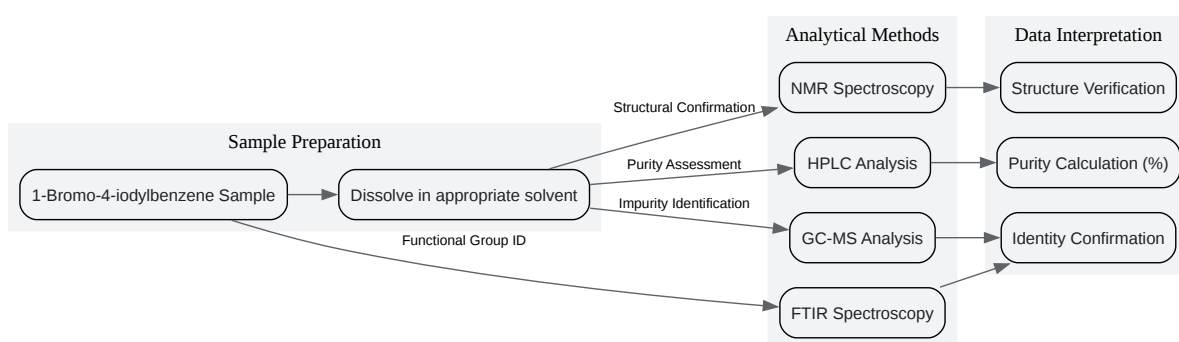 Sample Preparation
1-Bromo-4-iodylbenzene Sample
Dissolve in appropriate solvent
Structural Confirmation
Purity Assessment
Impurity Identification
Functional Group ID
Analytical Methods
NMR Spectroscopy
HPLC Analysis
GC-MS Analysis
FTIR Spectroscopy
Data Interpretation
Structure Verification
Purity Calculation (%)
Identity Confirmation